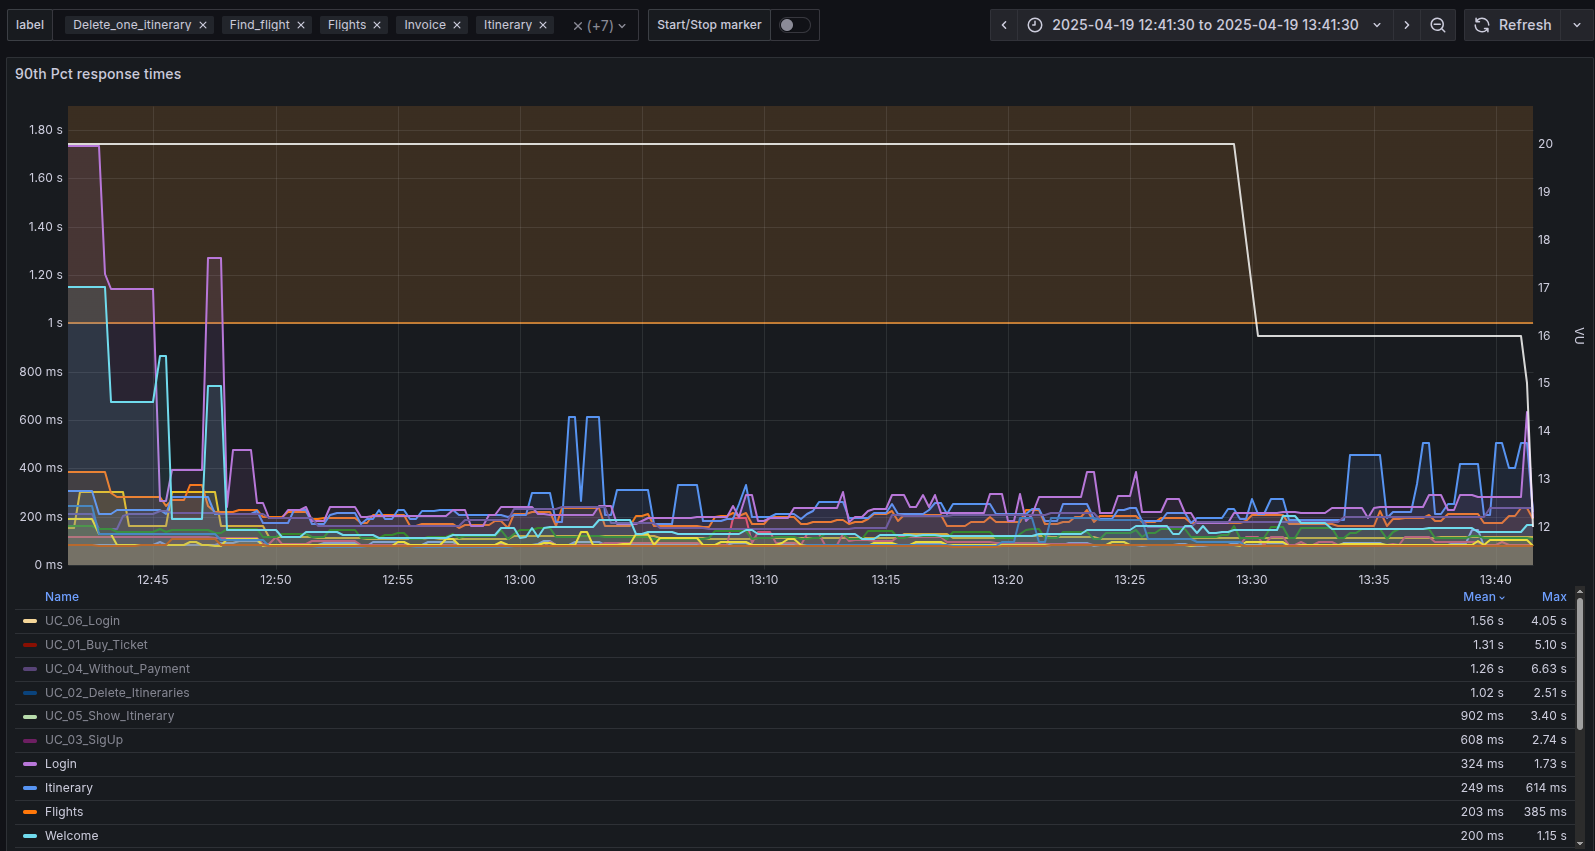 label Delete_one_itinerary × Find_flight × Flights × Invoice × Itinerary × × (+7) Start/Stop marker 2025-04-19 12:41:30 to 2025-04-19 13:41:30 Refresh
90th Pct response times
1.80 s
1.60 s
1.40 s
1.20 s
1 s
800 ms
600 ms
400 ms
200 ms
0 ms
20
19
18
17
16
15
14
13
12
VU
12:45 12:50 12:55 13:00 13:05 13:10 13:15 13:20 13:25 13:30 13:35 13:40
Name Mean Max
UC_06_Login 1.56 s 4.05 s
UC_01_Buy_Ticket 1.31 s 5.10 s
UC_04_Without_Payment 1.26 s 6.63 s
UC_02_Delete_Itineraries 1.02 s 2.51 s
UC_05_Show_Itinerary 902 ms 3.40 s
UC_03_SigUp 608 ms 2.74 s
Login 324 ms 1.73 s
Itinerary 249 ms 614 ms
Flights 203 ms 385 ms
Welcome 200 ms 1.15 s